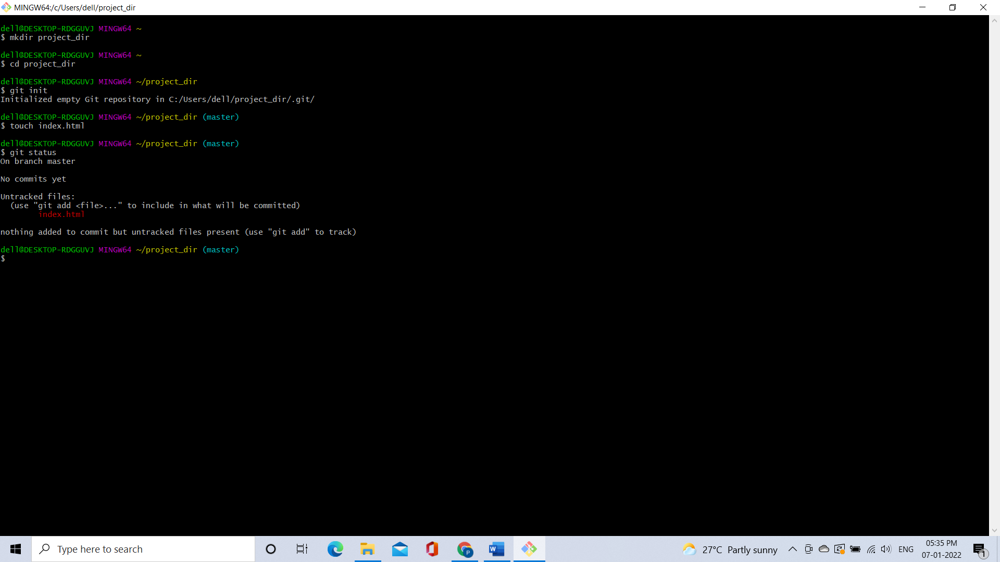 MINGW64:/c/Users/dell/project_dir
dell@DESKTOP-RDGGUVJ MINGW64 ~
$ mkdir project_dir
dell@DESKTOP-RDGGUVJ MINGW64 ~
$ cd project_dir
dell@DESKTOP-RDGGUVJ MINGW64 ~/project_dir
$ git init
Initialized empty Git repository in C:/Users/dell/project_dir/.git/
dell@DESKTOP-RDGGUVJ MINGW64 ~/project_dir (master)
$ touch index.html
dell@DESKTOP-RDGGUVJ MINGW64 ~/project_dir (master)
$ git status
On branch master
No commits yet
Untracked files:
  (use "git add <file>..." to include in what will be committed)
        index.html
nothing added to commit but untracked files present (use "git add" to track)
dell@DESKTOP-RDGGUVJ MINGW64 ~/project_dir (master)
$
Type here to search
P
W
27°C Partly sunny
ENG
05:35 PM
07-01-2022
1